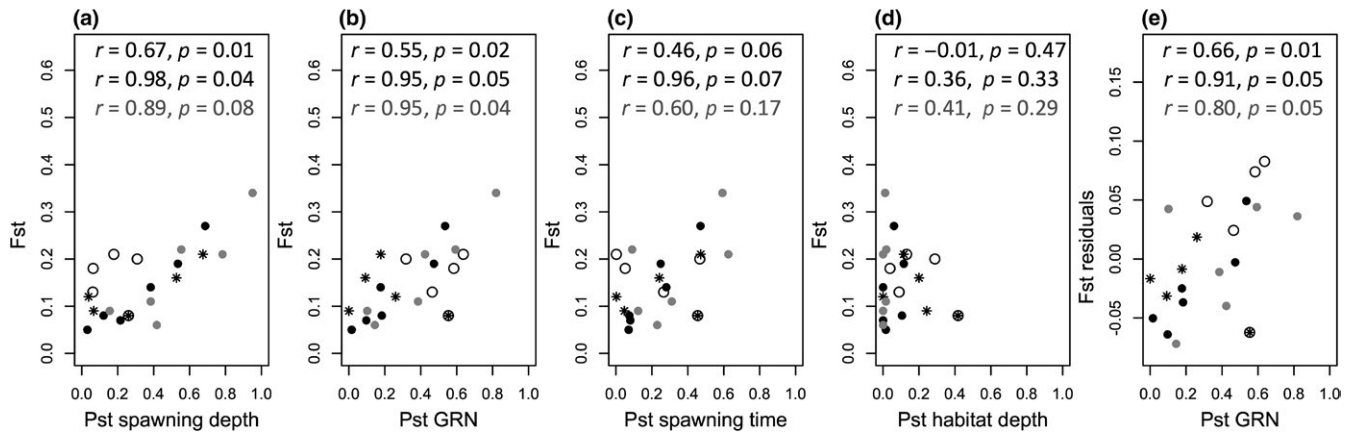 (a)
r = 0.67, p = 0.01
r = 0.98, p = 0.04
r = 0.89, p = 0.08
Fst
0.0 0.1 0.2 0.3 0.4 0.5 0.6
0.0 0.2 0.4 0.6 0.8 1.0
Pst spawning depth
(b)
r = 0.55, p = 0.02
r = 0.95, p = 0.05
r = 0.95, p = 0.04
Fst
0.0 0.1 0.2 0.3 0.4 0.5 0.6
0.0 0.2 0.4 0.6 0.8 1.0
Pst GRN
(c)
r = 0.46, p = 0.06
r = 0.96, p = 0.07
r = 0.60, p = 0.17
Fst
0.0 0.1 0.2 0.3 0.4 0.5 0.6
0.0 0.2 0.4 0.6 0.8 1.0
Pst spawning time
(d)
r = −0.01, p = 0.47
r = 0.36, p = 0.33
r = 0.41, p = 0.29
Fst
0.0 0.1 0.2 0.3 0.4 0.5 0.6
0.0 0.2 0.4 0.6 0.8 1.0
Pst habitat depth
(e)
r = 0.66, p = 0.01
r = 0.91, p = 0.05
r = 0.80, p = 0.05
Fst residuals
-0.05 0.00 0.05 0.10 0.15
0.0 0.2 0.4 0.6 0.8 1.0
Pst GRN